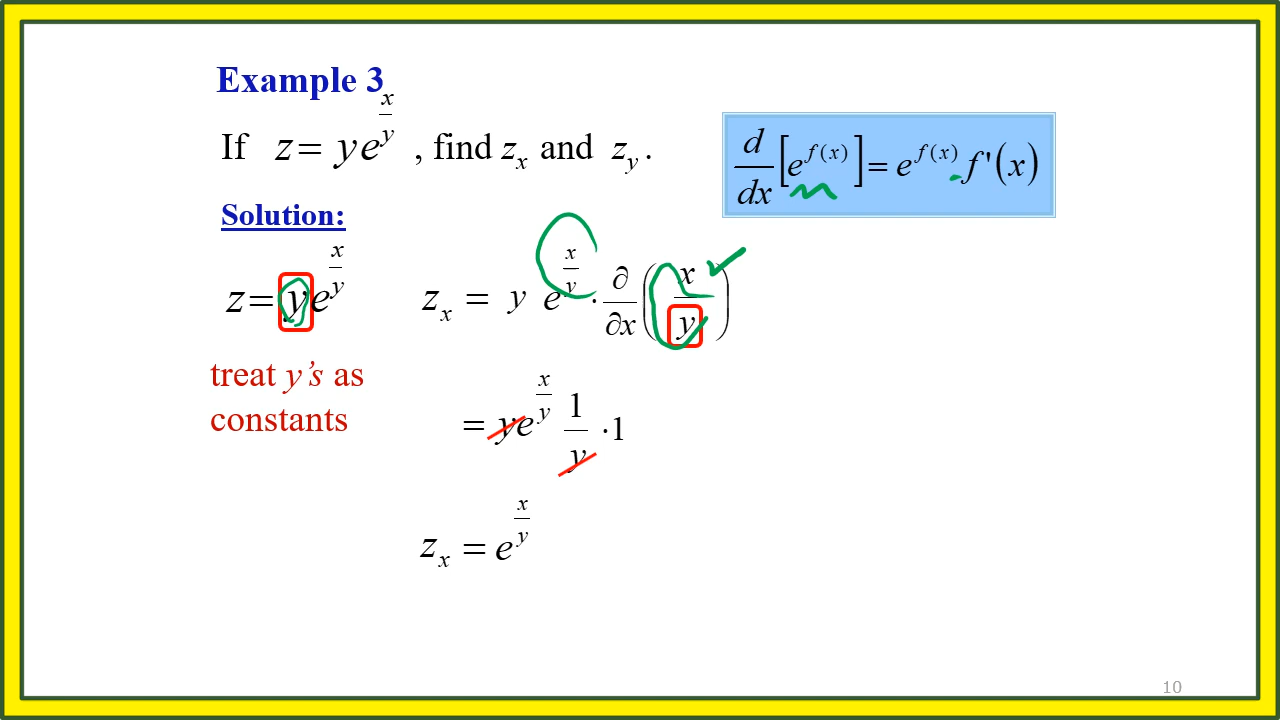 Example 3
If z = ye^{x/y} , find z_x and z_y .
d/dx [e^{f(x)}] = e^{f(x)} f'(x)
Solution:
z = ye^{x/y}
z_x = y e^{x/y} · ∂/∂x (x/y)
treat y’s as
constants
= ye^{x/y} 1/y · 1
z_x = e^{x/y}
10